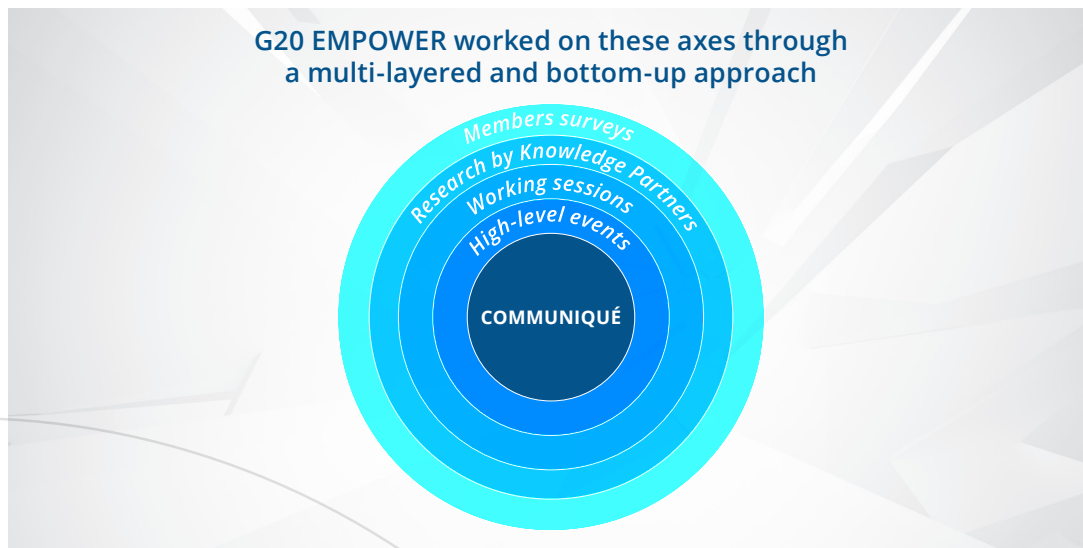 G20 EMPOWER worked on these axes through
a multi-layered and bottom-up approach
Members surveys
Research by Knowledge Partners
Working sessions
High-level events
COMMUNIQUÉ